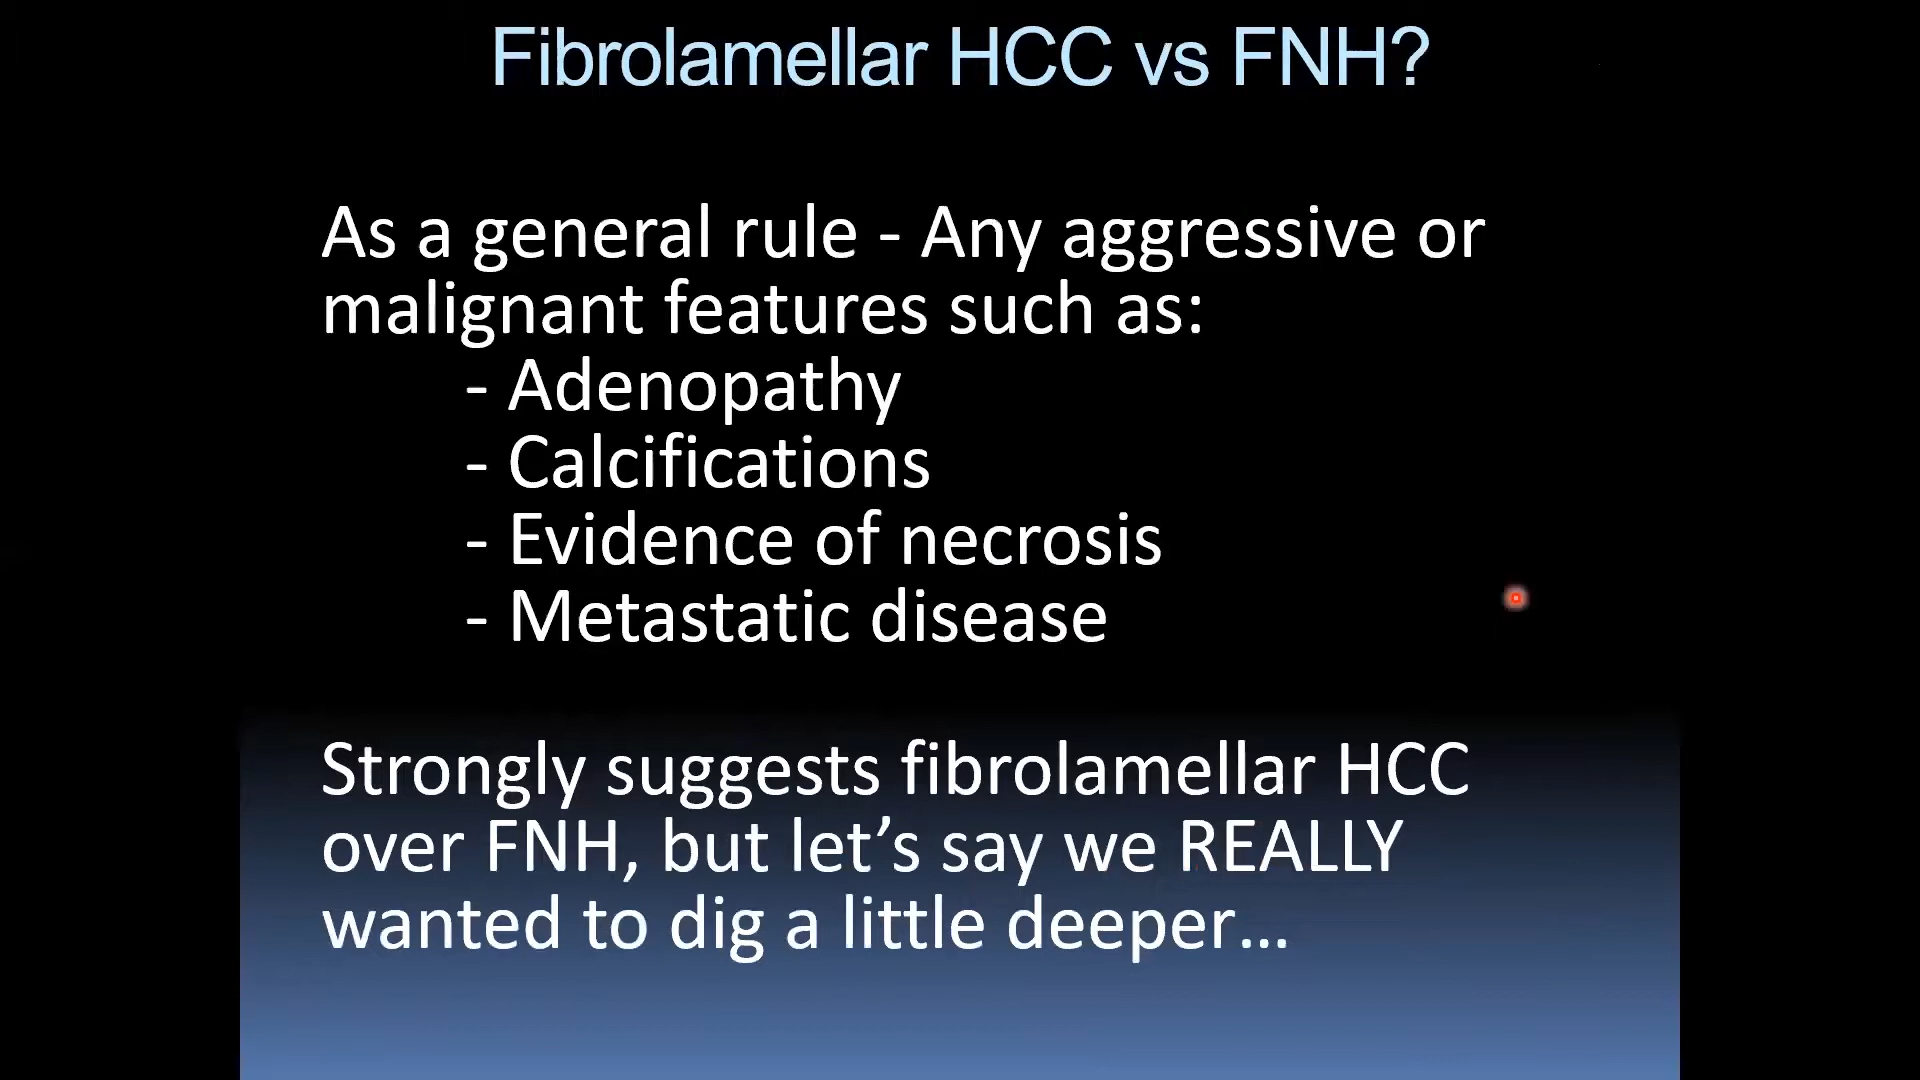 Fibrolamellar HCC vs FNH?
As a general rule - Any aggressive or
malignant features such as:
- Adenopathy
- Calcifications
- Evidence of necrosis
- Metastatic disease
Strongly suggests fibrolamellar HCC
over FNH, but let’s say we REALLY
wanted to dig a little deeper…